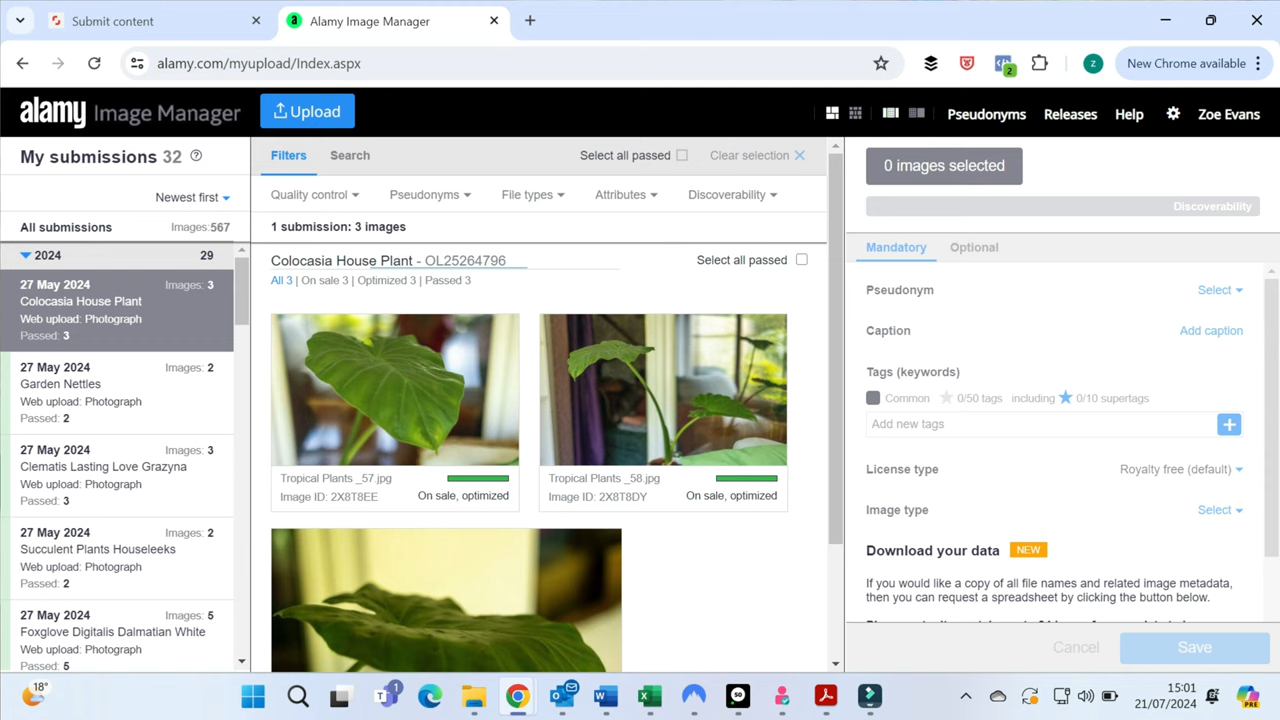 Submit content
Alamy Image Manager
alamy.com/myupload/Index.aspx
2
z
New Chrome available
alamy Image Manager
Upload
Pseudonyms
Releases
Help
Zoe Evans
My submissions 32
Newest first
All submissions
Images:567
2024
29
27 May 2024
Images: 3
Colocasia House Plant
Web upload: Photograph
Passed: 3
27 May 2024
Images: 2
Garden Nettles
Web upload: Photograph
Passed: 2
27 May 2024
Images: 3
Clematis Lasting Love Grazyna
Web upload: Photograph
Passed: 3
27 May 2024
Images: 2
Succulent Plants Houseleeks
Web upload: Photograph
Passed: 2
27 May 2024
Images: 5
Foxglove Digitalis Dalmatian White
Web upload: Photograph
Passed: 5
Filters
Search
Select all passed
Clear selection
Quality control
Pseudonyms
File types
Attributes
Discoverability
1 submission: 3 images
Colocasia House Plant - OL25264796
Select all passed
All 3 | On sale 3 | Optimized 3 | Passed 3
Tropical Plants _57.jpg
Image ID: 2X8T8EE
On sale, optimized
Tropical Plants _58.jpg
Image ID: 2X8T8DY
On sale, optimized
0 images selected
Discoverability
Mandatory
Optional
Pseudonym
Select
Caption
Add caption
Tags (keywords)
Common
0/50 tags
including
0/10 supertags
Add new tags
License type
Royalty free (default)
Image type
Select
Download your data
NEW
If you would like a copy of all file names and related image metadata,
then you can request a spreadsheet by clicking the button below.
Cancel
Save
18°
1
15:01
21/07/2024
PRE